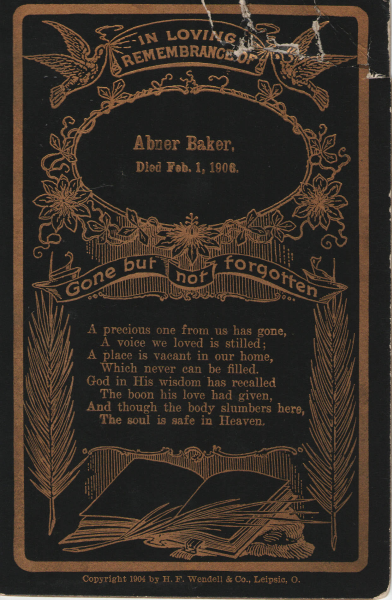 IN LOVING
REMEMBRANCE OF
Abner Baker,
Died Feb. 1, 1906.
Gone but not forgotten
A precious one from us has gone,
A voice we loved is stilled;
A place is vacant in our home,
Which never can be filled.
God in His wisdom has recalled
The boon his love had given,
And though the body slumbers here,
The soul is safe in Heaven.
Copyright 1904 by H. F. Wendell & Co., Leipsic, O.